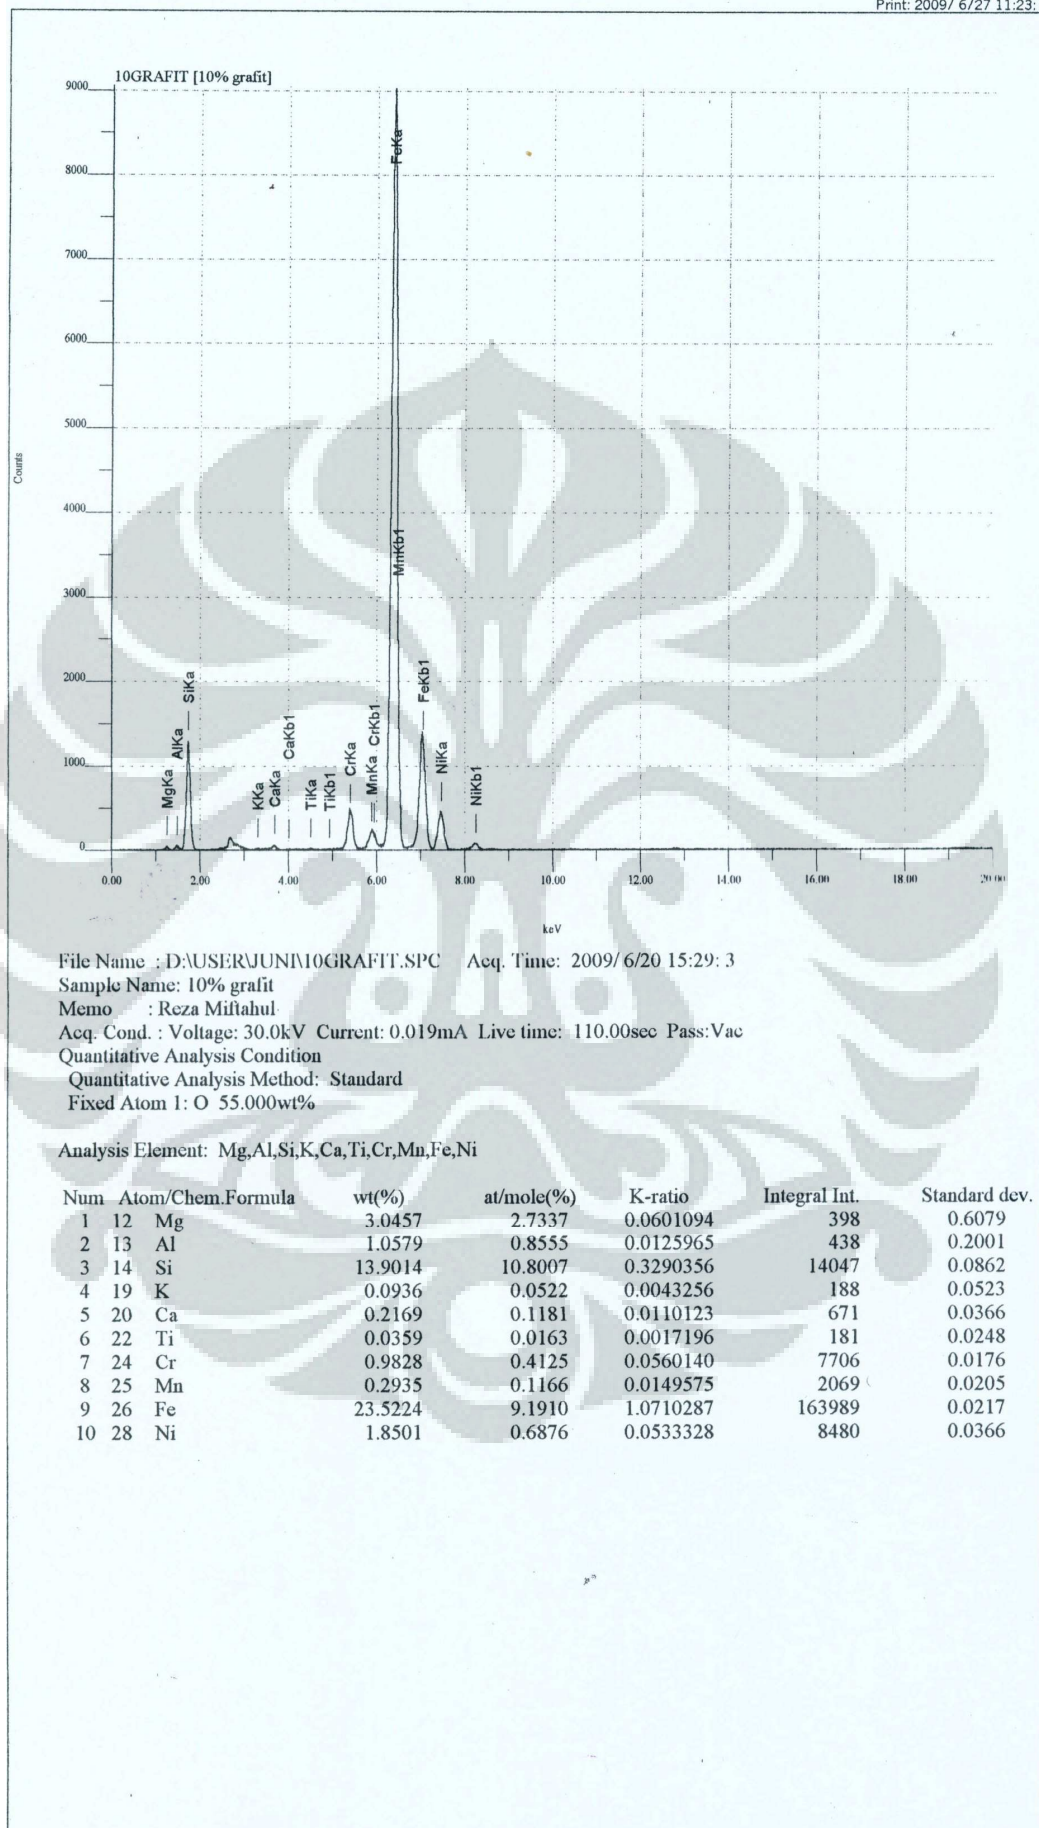 Print: 2009/ 6/27 11:23:
10GRAFIT [10% grafit]
9000
8000
7000
6000
5000
4000
3000
2000
1000
0
Counts
MgKa
AlKa
SiKa
KKa
CaKa
CaKb1
TiKa
TiKb1
CrKa
MnKa
CrKb1
FeKa
MnKb1
FeKb1
NiKa
NiKb1
0.00 2.00 4.00 6.00 8.00 10.00 12.00 14.00 16.00 18.00 20.00
keV
File Name : D:\USER\JUNI\10GRAFIT.SPC Acq. Time: 2009/ 6/20 15:29: 3
Sample Name: 10% grafit
Memo : Reza Miftahul
Acq. Cond. : Voltage: 30.0kV Current: 0.019mA Live time: 110.00sec Pass:Vac
Quantitative Analysis Condition
Quantitative Analysis Method: Standard
Fixed Atom 1: O 55.000wt%
Analysis Element: Mg,Al,Si,K,Ca,Ti,Cr,Mn,Fe,Ni
Num Atom/Chem.Formula wt(%) at/mole(%) K-ratio Integral Int. Standard dev.
1 12 Mg 3.0457 2.7337 0.0601094 398 0.6079
2 13 Al 1.0579 0.8555 0.0125965 438 0.2001
3 14 Si 13.9014 10.8007 0.3290356 14047 0.0862
4 19 K 0.0936 0.0522 0.0043256 188 0.0523
5 20 Ca 0.2169 0.1181 0.0110123 671 0.0366
6 22 Ti 0.0359 0.0163 0.0017196 181 0.0248
7 24 Cr 0.9828 0.4125 0.0560140 7706 0.0176
8 25 Mn 0.2935 0.1166 0.0149575 2069 0.0205
9 26 Fe 23.5224 9.1910 1.0710287 163989 0.0217
10 28 Ni 1.8501 0.6876 0.0533328 8480 0.0366